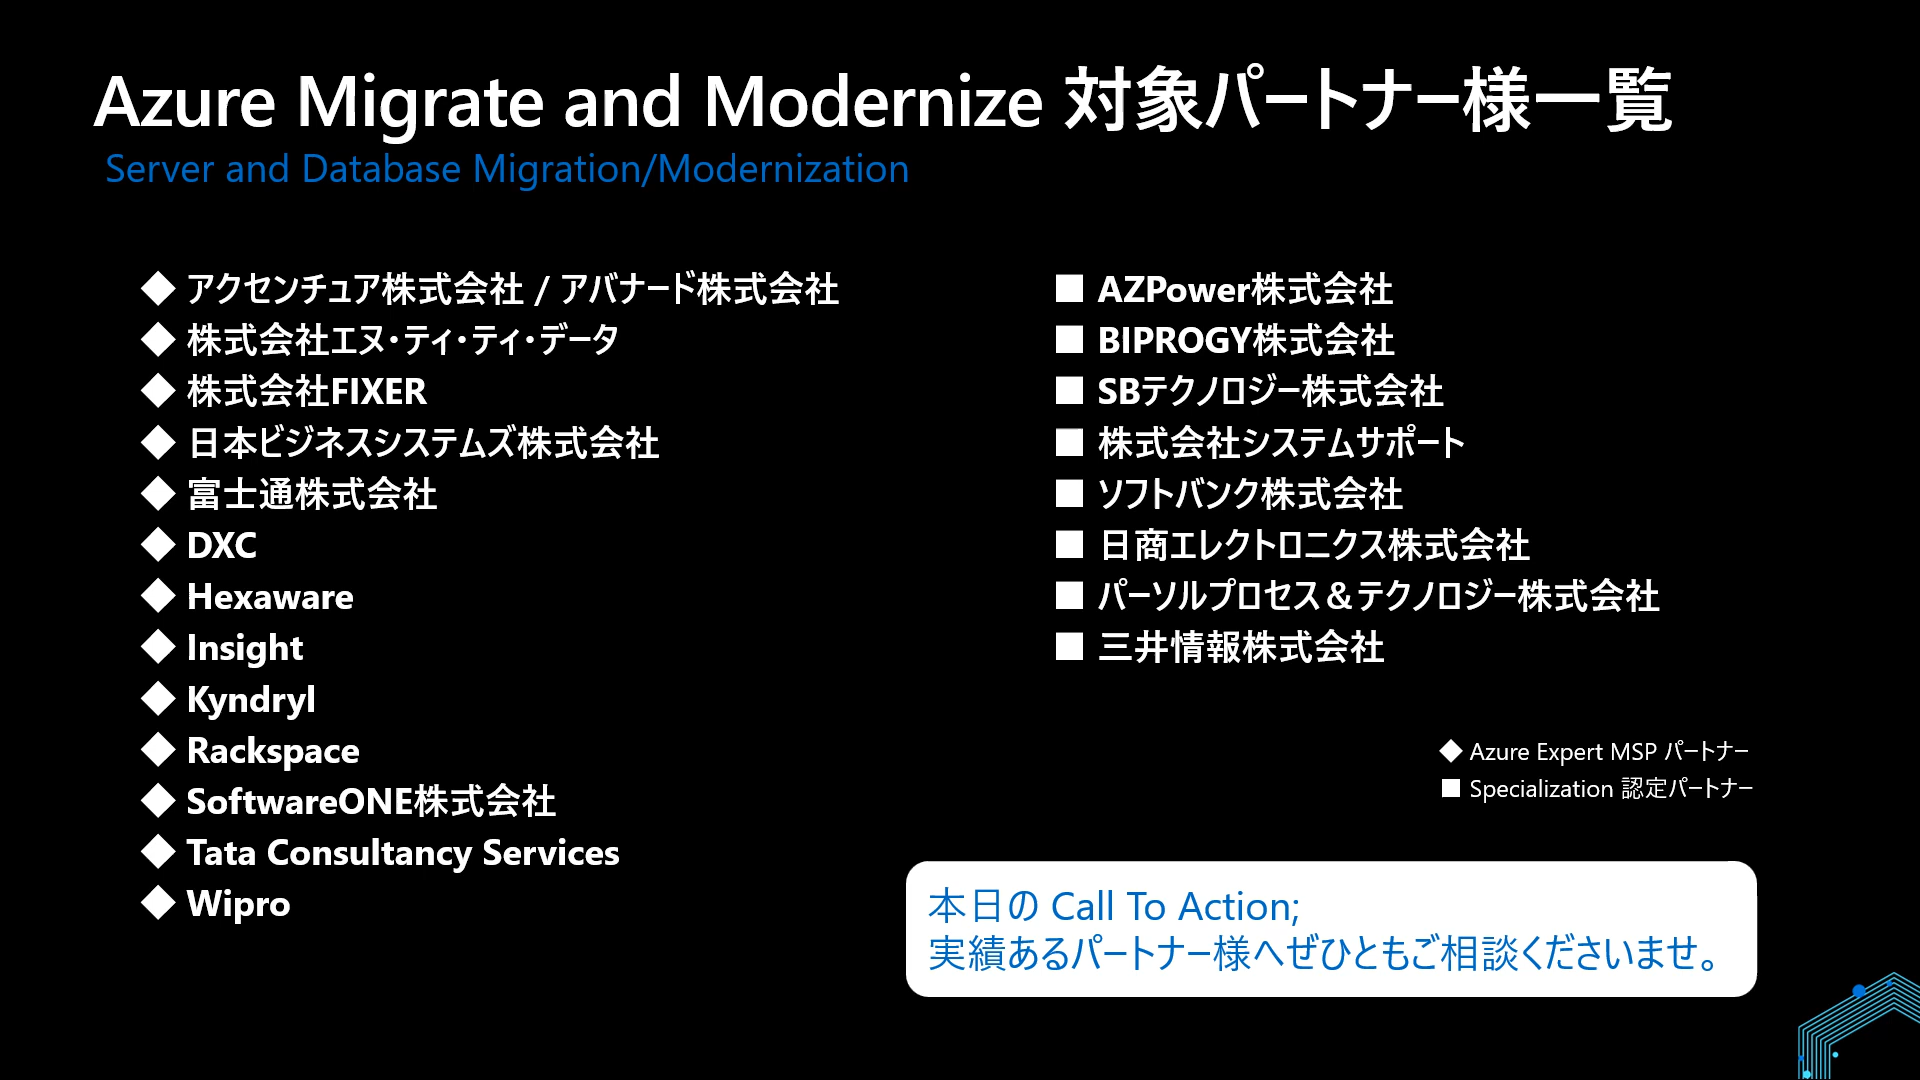 Azure Migrate and Modernize 対象パートナー様一覧
Server and Database Migration/Modernization
◆ アクセンチュア株式会社 / アバナード株式会社
◆ 株式会社エヌ・ティ・ティ・データ
◆ 株式会社FIXER
◆ 日本ビジネスシステムズ株式会社
◆ 富士通株式会社
◆ DXC
◆ Hexaware
◆ Insight
◆ Kyndryl
◆ Rackspace
◆ SoftwareONE株式会社
◆ Tata Consultancy Services
◆ Wipro
■ AZPower株式会社
■ BIPROGY株式会社
■ SBテクノロジー株式会社
■ 株式会社システムサポート
■ ソフトバンク株式会社
■ 日商エレクトロニクス株式会社
■ パーソルプロセス＆テクノロジー株式会社
■ 三井情報株式会社
◆ Azure Expert MSP パートナー
■ Specialization 認定パートナー
本日の Call To Action;
実績あるパートナー様へぜひともご相談くださいませ。